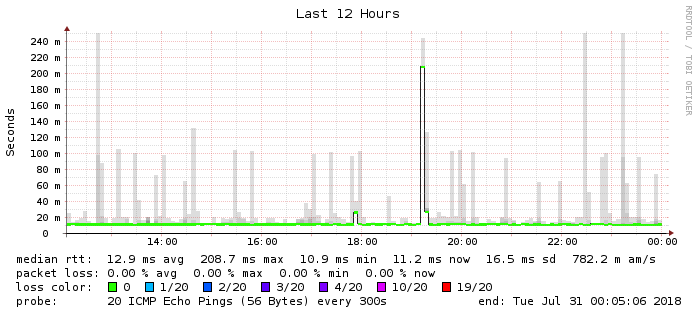 Last 12 Hours
RRDTOOL / TOBI OETIKER
Seconds
240 m
220 m
200 m
180 m
160 m
140 m
120 m
100 m
80 m
60 m
40 m
20 m
0
14:00 16:00 18:00 20:00 22:00 00:00
median rtt: 12.9 ms avg 208.7 ms max 10.9 ms min 11.2 ms now 16.5 ms sd 782.2 m am/s
packet loss: 0.00 % avg 0.00 % max 0.00 % min 0.00 % now
loss color: 0 1/20 2/20 3/20 4/20 10/20 19/20
probe: 20 ICMP Echo Pings (56 Bytes) every 300s end: Tue Jul 31 00:05:06 2018